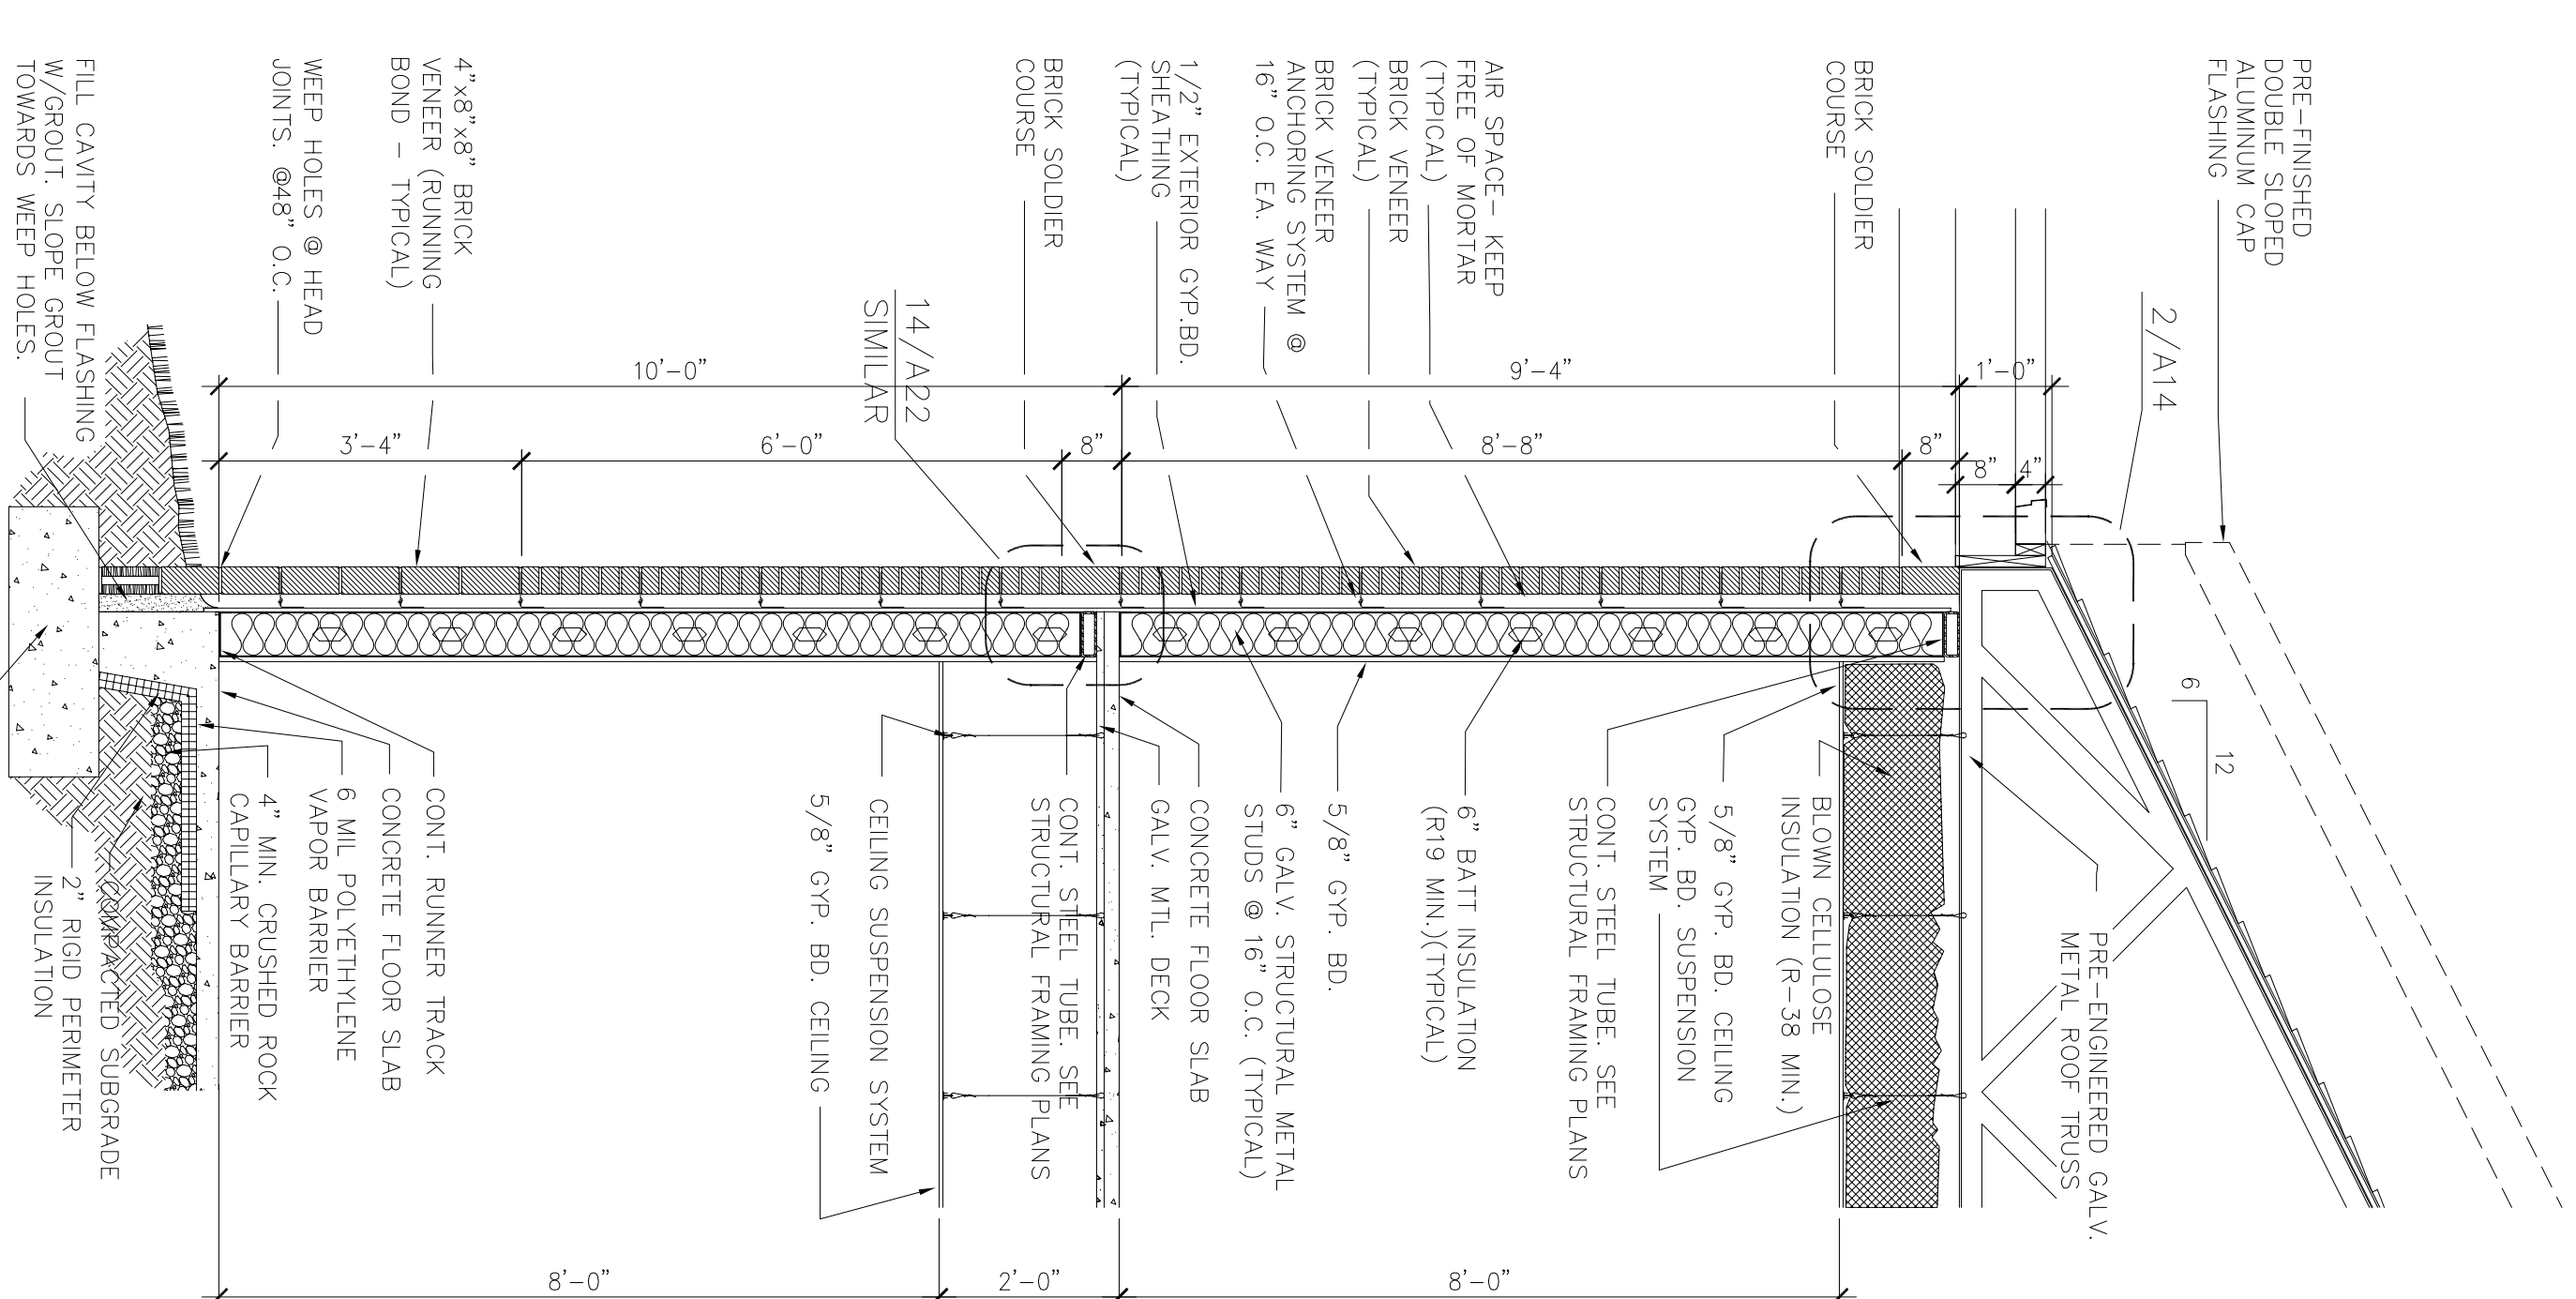 PRE-FINISHED
DOUBLE SLOPED
ALUMINUM CAP
FLASHING
2/A14
BRICK SOLDIER
COURSE
AIR SPACE- KEEP
FREE OF MORTAR
(TYPICAL)
BRICK VENEER
(TYPICAL)
BRICK VENEER
ANCHORING SYSTEM @
16" O.C. EA. WAY
1/2" EXTERIOR GYP.BD.
SHEATHING
(TYPICAL)
BRICK SOLDIER
COURSE
14/A22
SIMILAR
4"x8"x8" BRICK
VENEER (RUNNING
BOND - TYPICAL)
WEEP HOLES @ HEAD
JOINTS. @48" O.C.
FILL CAVITY BELOW FLASHING
W/GROUT. SLOPE GROUT
TOWARDS WEEP HOLES.
1'-0"
9'-4"
10'-0"
4"
8"
8"
8'-8"
8"
6'-0"
3'-4"
6
12
PRE-ENGINEERED GALV.
METAL ROOF TRUSS
BLOWN CELLULOSE
INSULATION (R-38 MIN.)
5/8" GYP. BD. CEILING
GYP. BD. SUSPENSION
SYSTEM
CONT. STEEL TUBE. SEE
STRUCTURAL FRAMING PLANS
6" BATT INSULATION
(R19 MIN.)(TYPICAL)
5/8" GYP. BD.
6" GALV. STRUCTURAL METAL
STUDS @ 16" O.C. (TYPICAL)
CONCRETE FLOOR SLAB
GALV. MTL. DECK
CONT. STEEL TUBE. SEE
STRUCTURAL FRAMING PLANS
CEILING SUSPENSION SYSTEM
5/8" GYP. BD. CEILING
CONT. RUNNER TRACK
CONCRETE FLOOR SLAB
6 MIL POLYETHYLENE
VAPOR BARRIER
4" MIN. CRUSHED ROCK
CAPILLARY BARRIER
COMPACTED SUBGRADE
2" RIGID PERIMETER
INSULATION
8'-0"
2'-0"
8'-0"